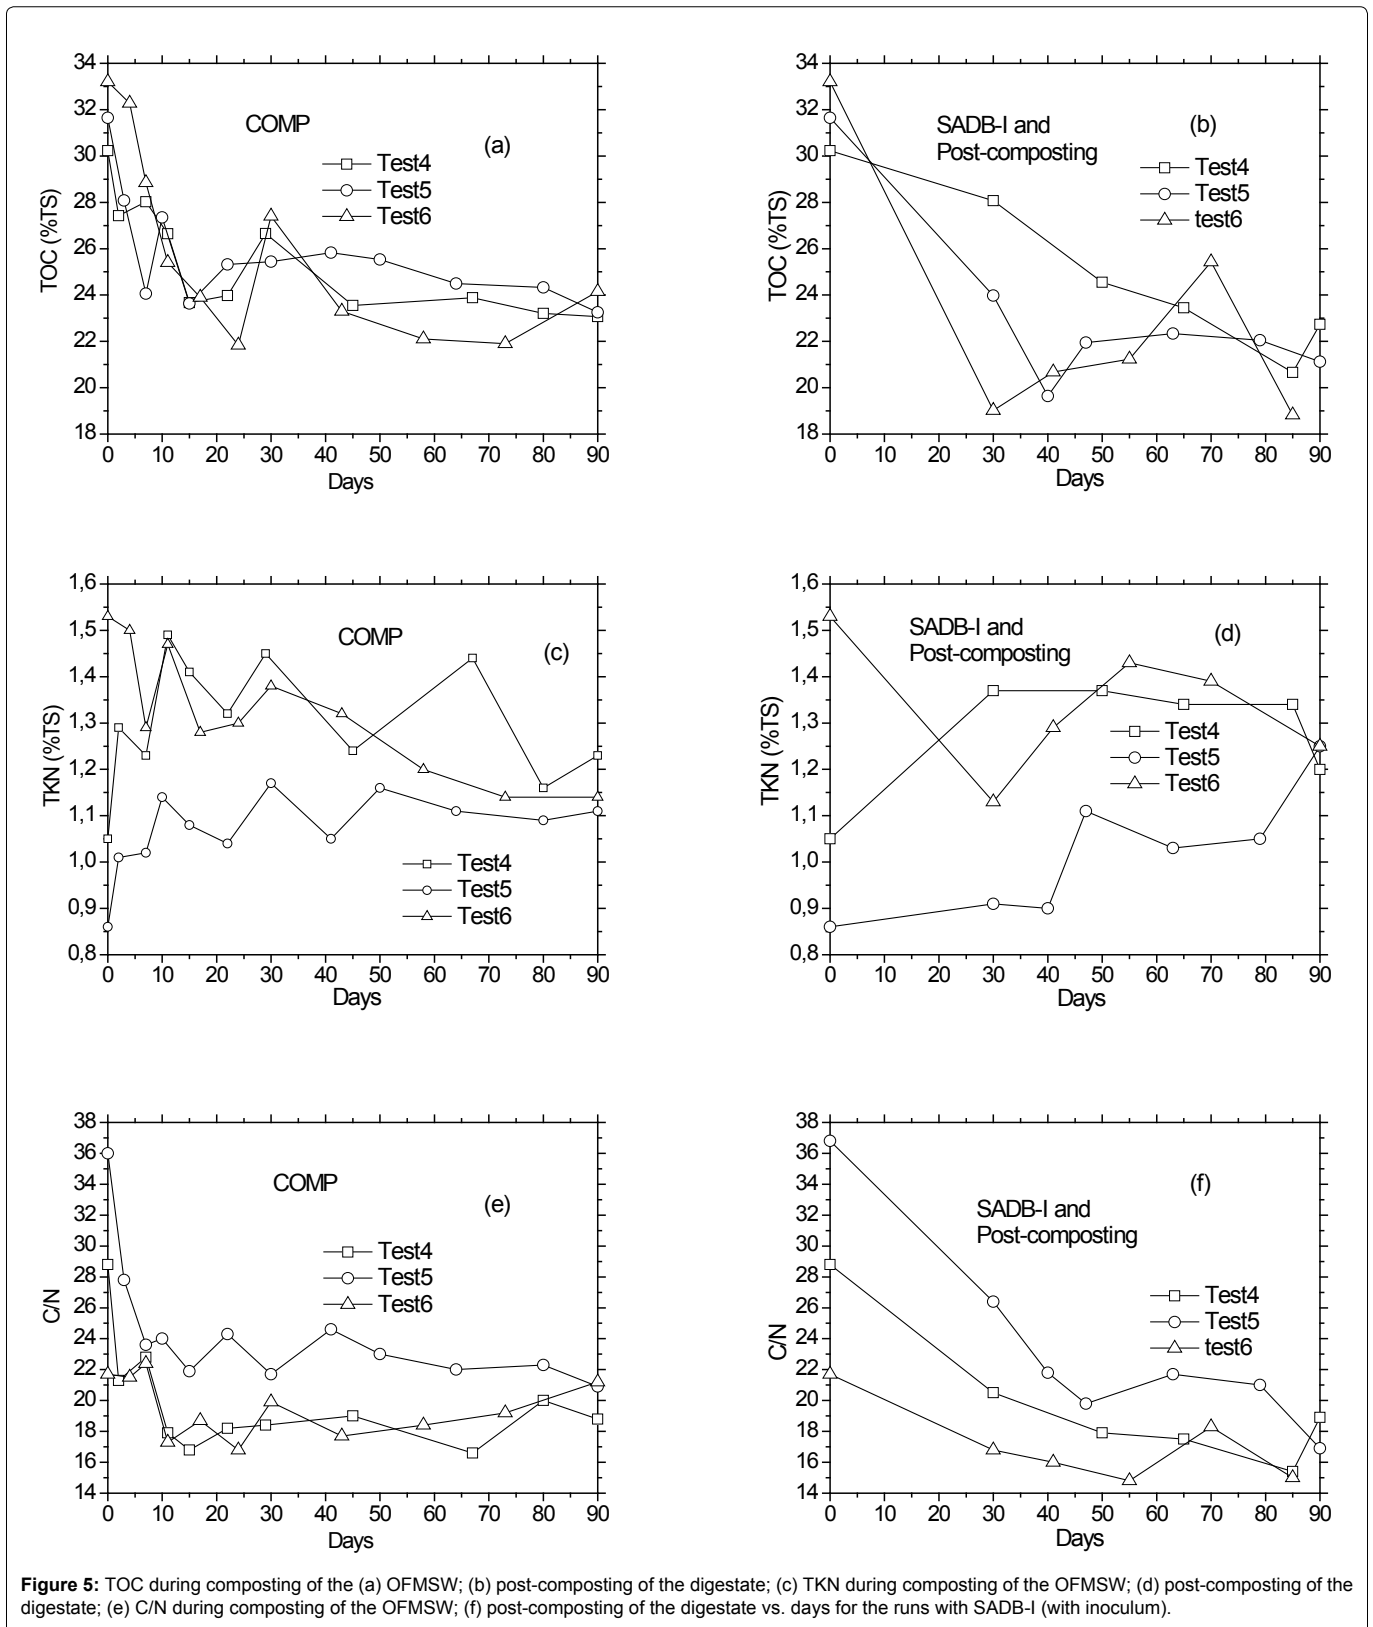 34
32
30
28
26
24
22
20
18
TOC (%TS)
COMP
(a)
Test4
Test5
Test6
0 10 20 30 40 50 60 70 80 90
Days
34
32
30
28
26
24
22
20
18
TOC (%TS)
SADB-I and
Post-composting
(b)
Test4
Test5
test6
0 10 20 30 40 50 60 70 80 90
Days
1,6
1,5
1,4
1,3
1,2
1,1
1,0
0,9
0,8
TKN (%TS)
COMP
(c)
Test4
Test5
Test6
0 10 20 30 40 50 60 70 80 90
Days
1,6
1,5
1,4
1,3
1,2
1,1
1,0
0,9
0,8
TKN (%TS)
SADB-I and
Post-composting
(d)
Test4
Test5
Test6
0 10 20 30 40 50 60 70 80 90
Days
38
36
34
32
30
28
26
24
22
20
18
16
14
C/N
COMP
(e)
Test4
Test5
Test6
0 10 20 30 40 50 60 70 80 90
Days
38
36
34
32
30
28
26
24
22
20
18
16
14
C/N
(f)
SADB-I and
Post-composting
Test4
Test5
test6
0 10 20 30 40 50 60 70 80 90
Days
Figure 5: TOC during composting of the (a) OFMSW; (b) post-composting of the digestate; (c) TKN during composting of the OFMSW; (d) post-composting of the
digestate; (e) C/N during composting of the OFMSW; (f) post-composting of the digestate vs. days for the runs with SADB-I (with inoculum).